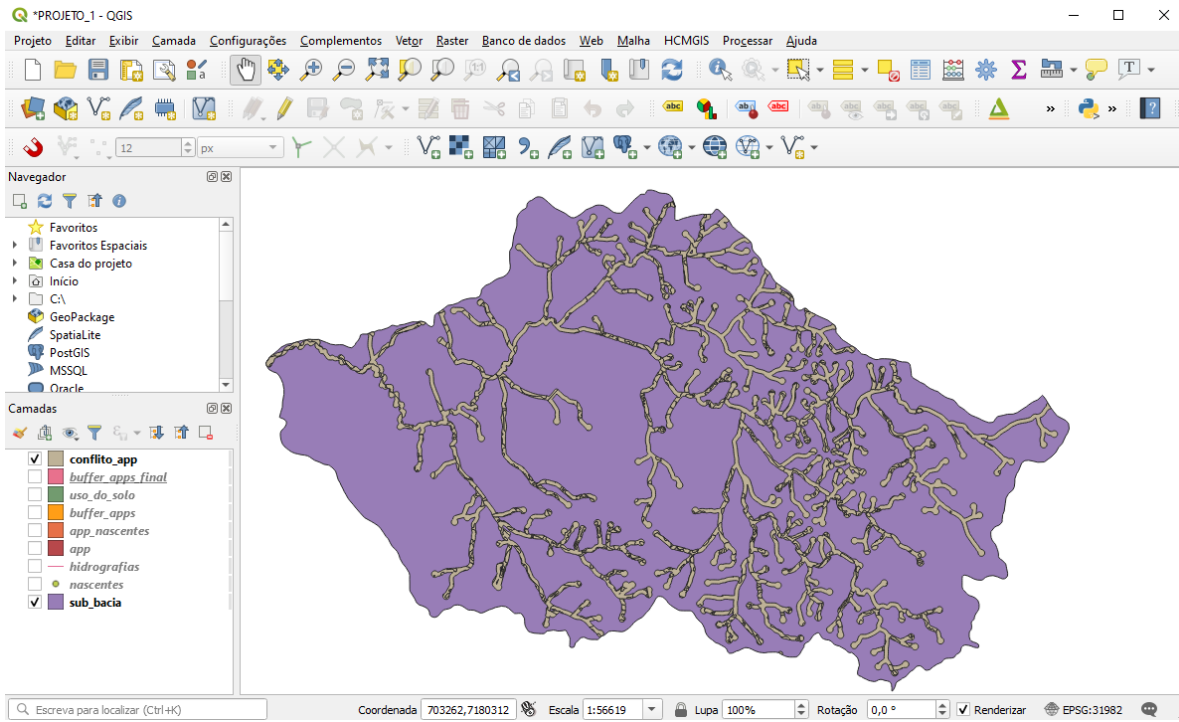 *PROJETO_1 - QGIS
Projeto Editar Exibir Camada Configurações Complementos Vetor Raster Banco de dados Web Malha HCMGIS Processar Ajuda
12 px
Navegador
Favoritos
Favoritos Espaciais
Casa do projeto
Início
C:\
GeoPackage
SpatiaLite
PostGIS
MSSQL
Oracle
Camadas
conflito_app
buffer_apps_final
uso_do_solo
buffer_apps
app_nascentes
app
hidrografias
nascentes
sub_bacia
Escreva para localizar (Ctrl+K) Coordenada 703262,7180312 Escala 1:56619 Lupa 100% Rotação 0,0 ° Renderizar EPSG:31982